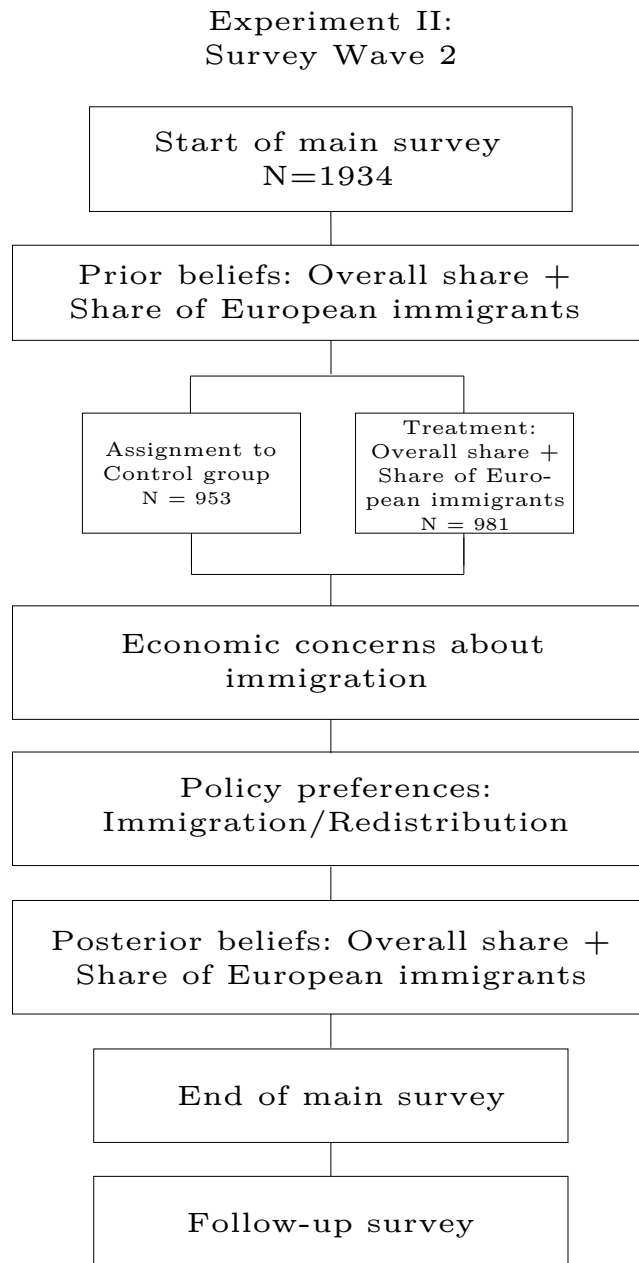 Experiment II:
Survey Wave 2
Start of main survey
N=1934
Prior beliefs: Overall share +
Share of European immigrants
Assignment to
Control group
N = 953
Treatment:
Overall share +
Share of Euro-
pean immigrants
N = 981
Economic concerns about
immigration
Policy preferences:
Immigration/Redistribution
Posterior beliefs: Overall share +
Share of European immigrants
End of main survey
Follow-up survey